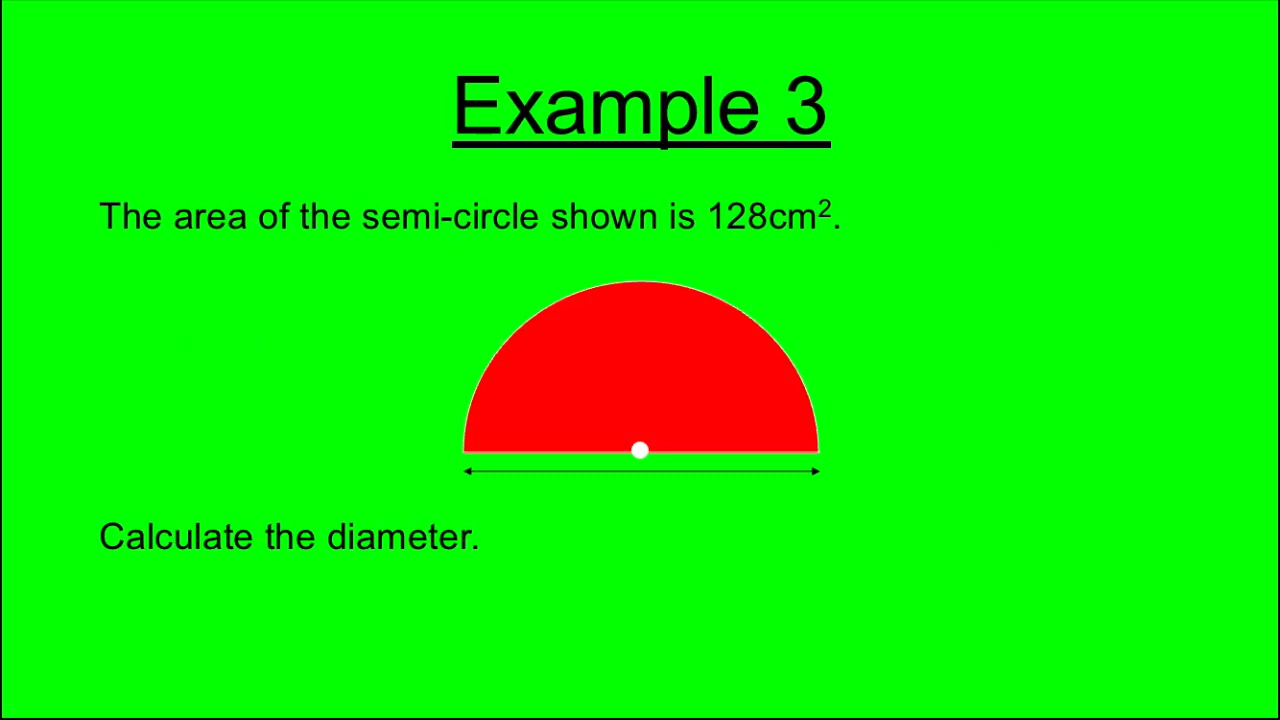 Example 3
The area of the semi-circle shown is 128cm².
Calculate the diameter.